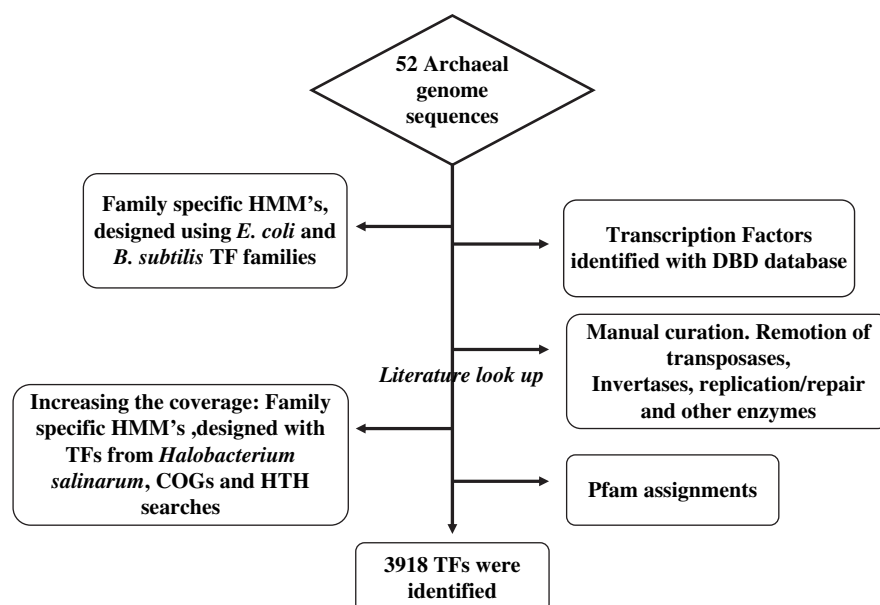 52 Archaeal
genome
sequences
Family specific HMM's,
designed using E. coli and
B. subtilis TF families
Transcription Factors
identified with DBD database
Manual curation. Remotion of
transposases,
Invertases, replication/repair
and other enzymes
Literature look up
Increasing the coverage: Family
specific HMM's ,designed with
TFs from Halobacterium
salinarum, COGs and HTH
searches
Pfam assignments
3918 TFs were
identified